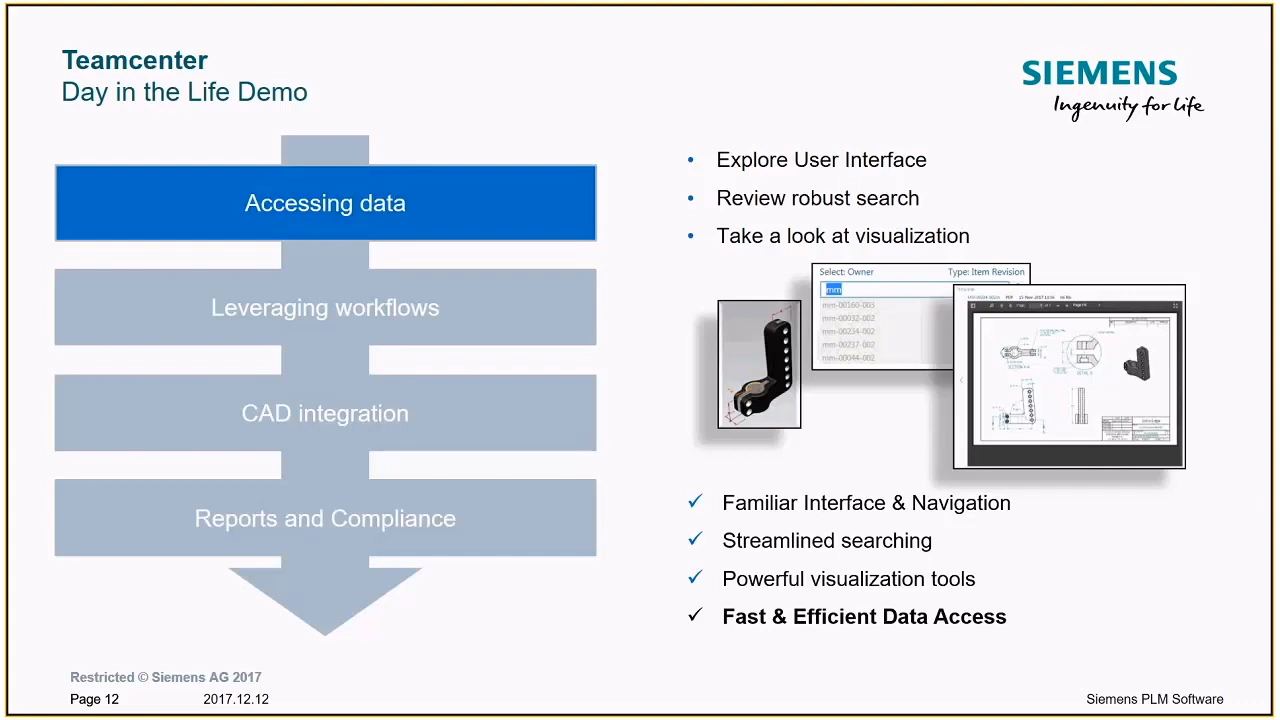 Teamcenter
Day in the Life Demo
SIEMENS
Ingenuity for life
Accessing data
Leveraging workflows
CAD integration
Reports and Compliance
• Explore User Interface
• Review robust search
• Take a look at visualization
Select: Owner Type: Item Revision
mm
mm-00160-003
mm-00032-002
mm-00234-002
mm-00237-002
mm-00044-002
✓ Familiar Interface & Navigation
✓ Streamlined searching
✓ Powerful visualization tools
✓ Fast & Efficient Data Access
Restricted © Siemens AG 2017
Page 12 2017.12.12
Siemens PLM Software